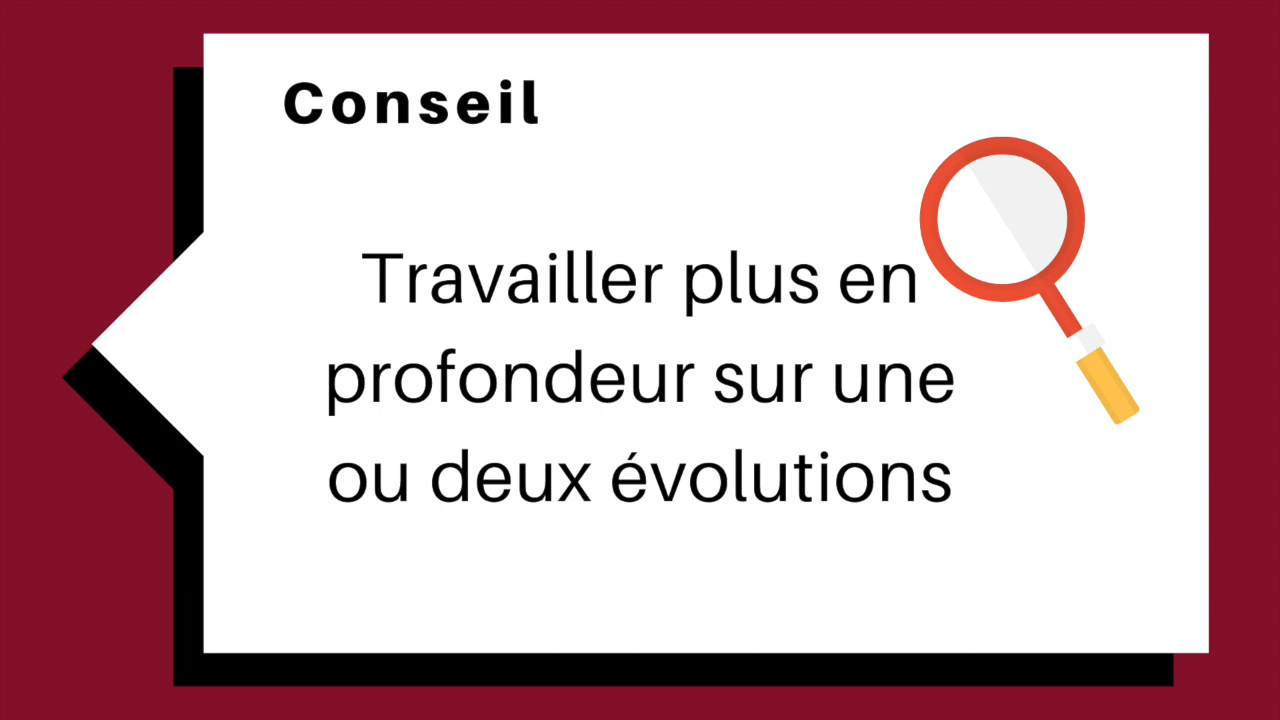 Conseil
Travailler plus en
profondeur sur une
ou deux évolutions